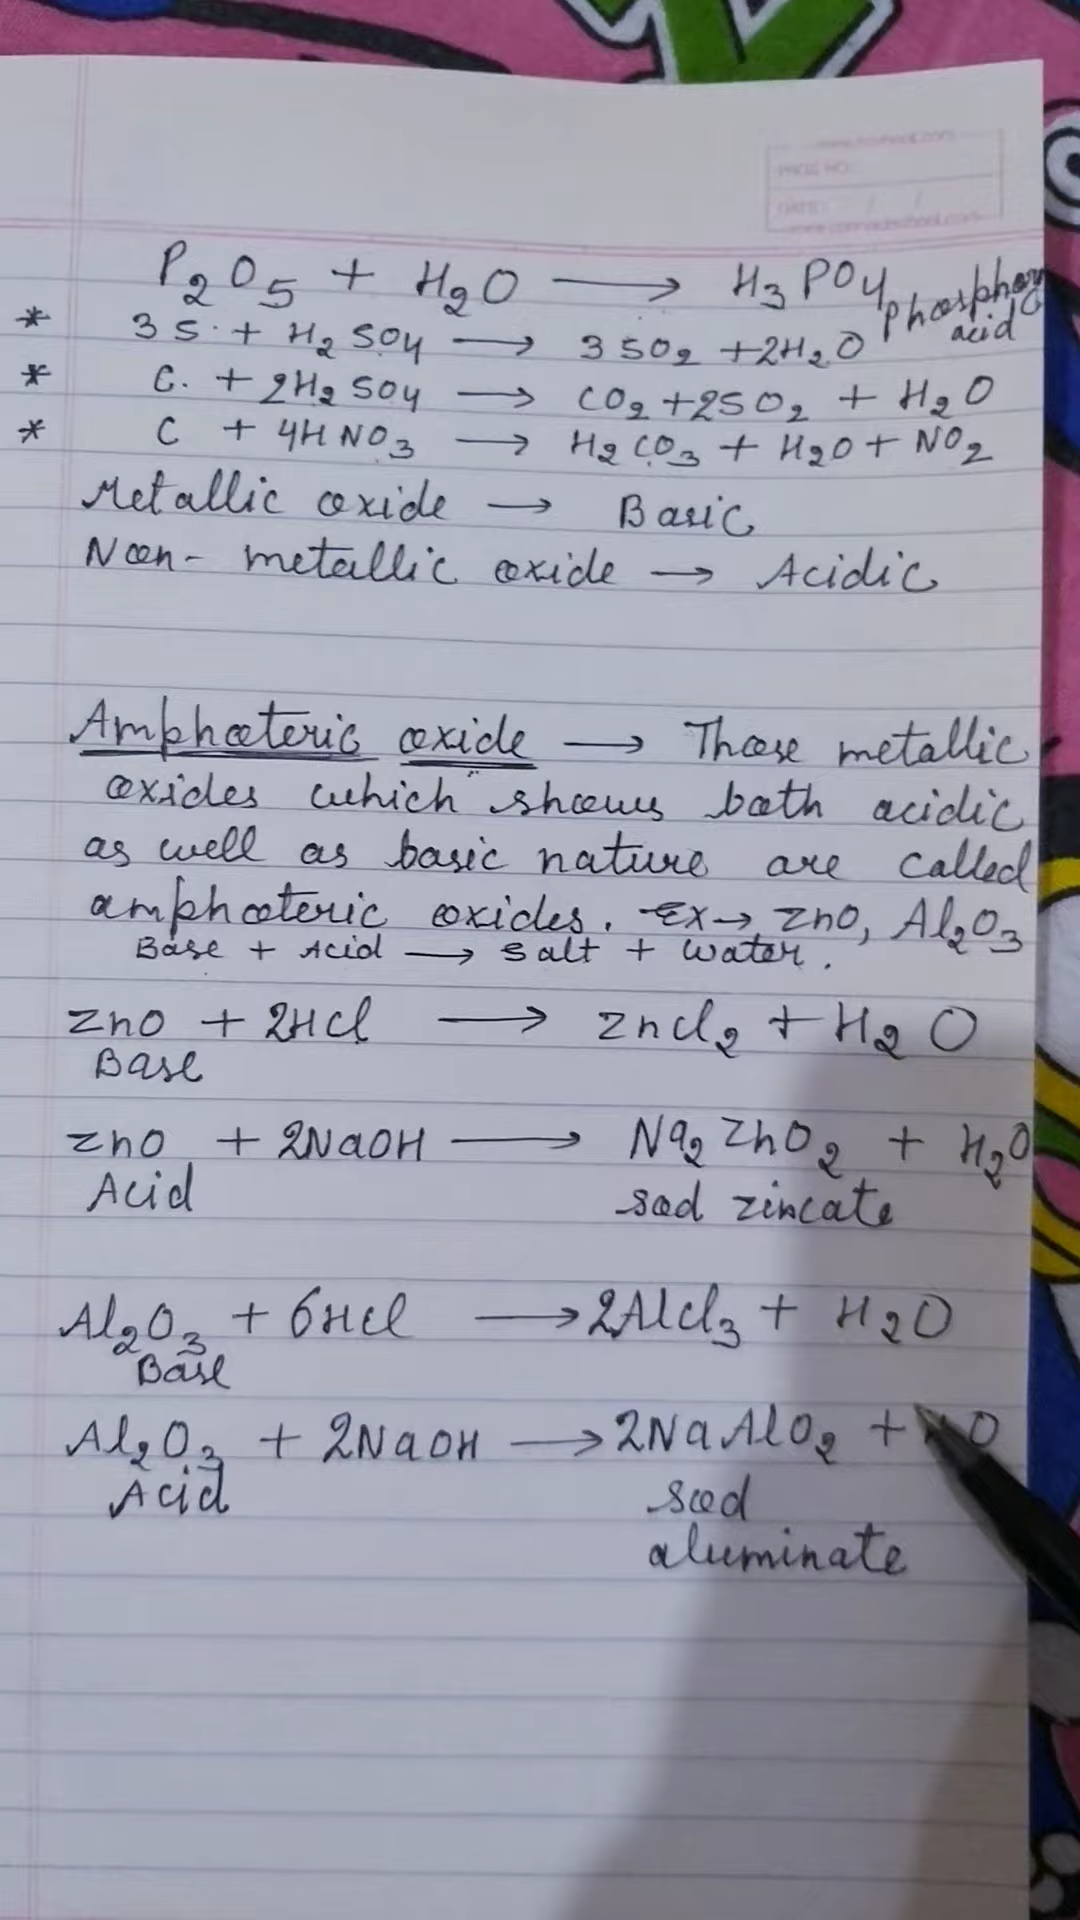 PAGE NO:
DATE: / /
P2O5 + H2O ⟶ H3PO4 Phosphoric acid
* 3S + H2SO4 ⟶ 3SO2 + 2H2O
* C. + 2H2SO4 ⟶ CO2 + 2SO2 + H2O
* C + 4HNO3 ⟶ H2CO3 + H2O + NO2
Metallic oxide → Basic
Non-metallic oxide → Acidic
Amphoteric oxide → Those metallic
oxides which shows both acidic
as well as basic nature are called
amphoteric oxides. Ex→ ZnO, Al2O3
Base + Acid ⟶ Salt + Water.
ZnO + 2HCl ⟶ ZnCl2 + H2O
Base
ZnO + 2NaOH ⟶ Na2ZnO2 + H2O
Acid sod zincate
Al2O3 + 6HCl ⟶ 2AlCl3 + H2O
Base
Al2O3 + 2NaOH ⟶ 2NaAlO2 +
Acid sod
aluminate